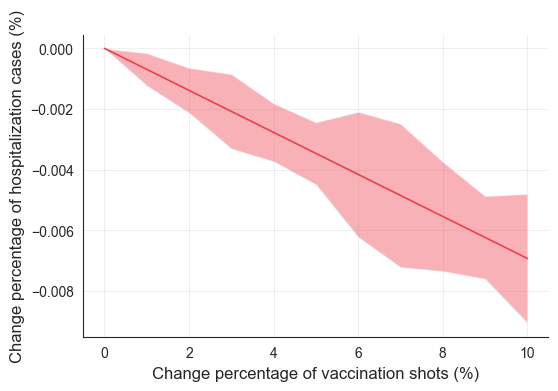 Change percentage of hospitalization cases (%)
0.000
−0.002
−0.004
−0.006
−0.008
0 2 4 6 8 10
Change percentage of vaccination shots (%)